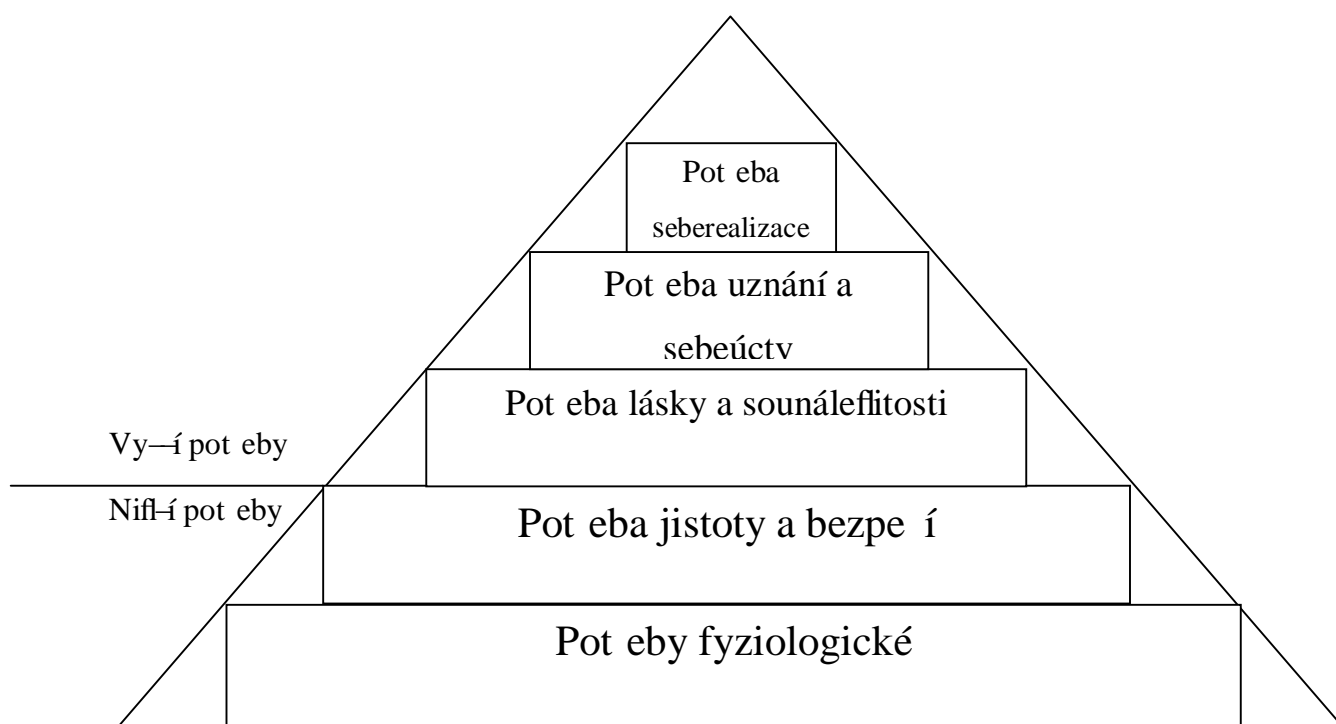 Pot eba
seberealizace
Pot eba uznání a
sebeúcty
Pot eba lásky a sounáleflitosti
Vy—í pot eby
Nifl–í pot eby
Pot eba jistoty a bezpe í
Pot eby fyziologické